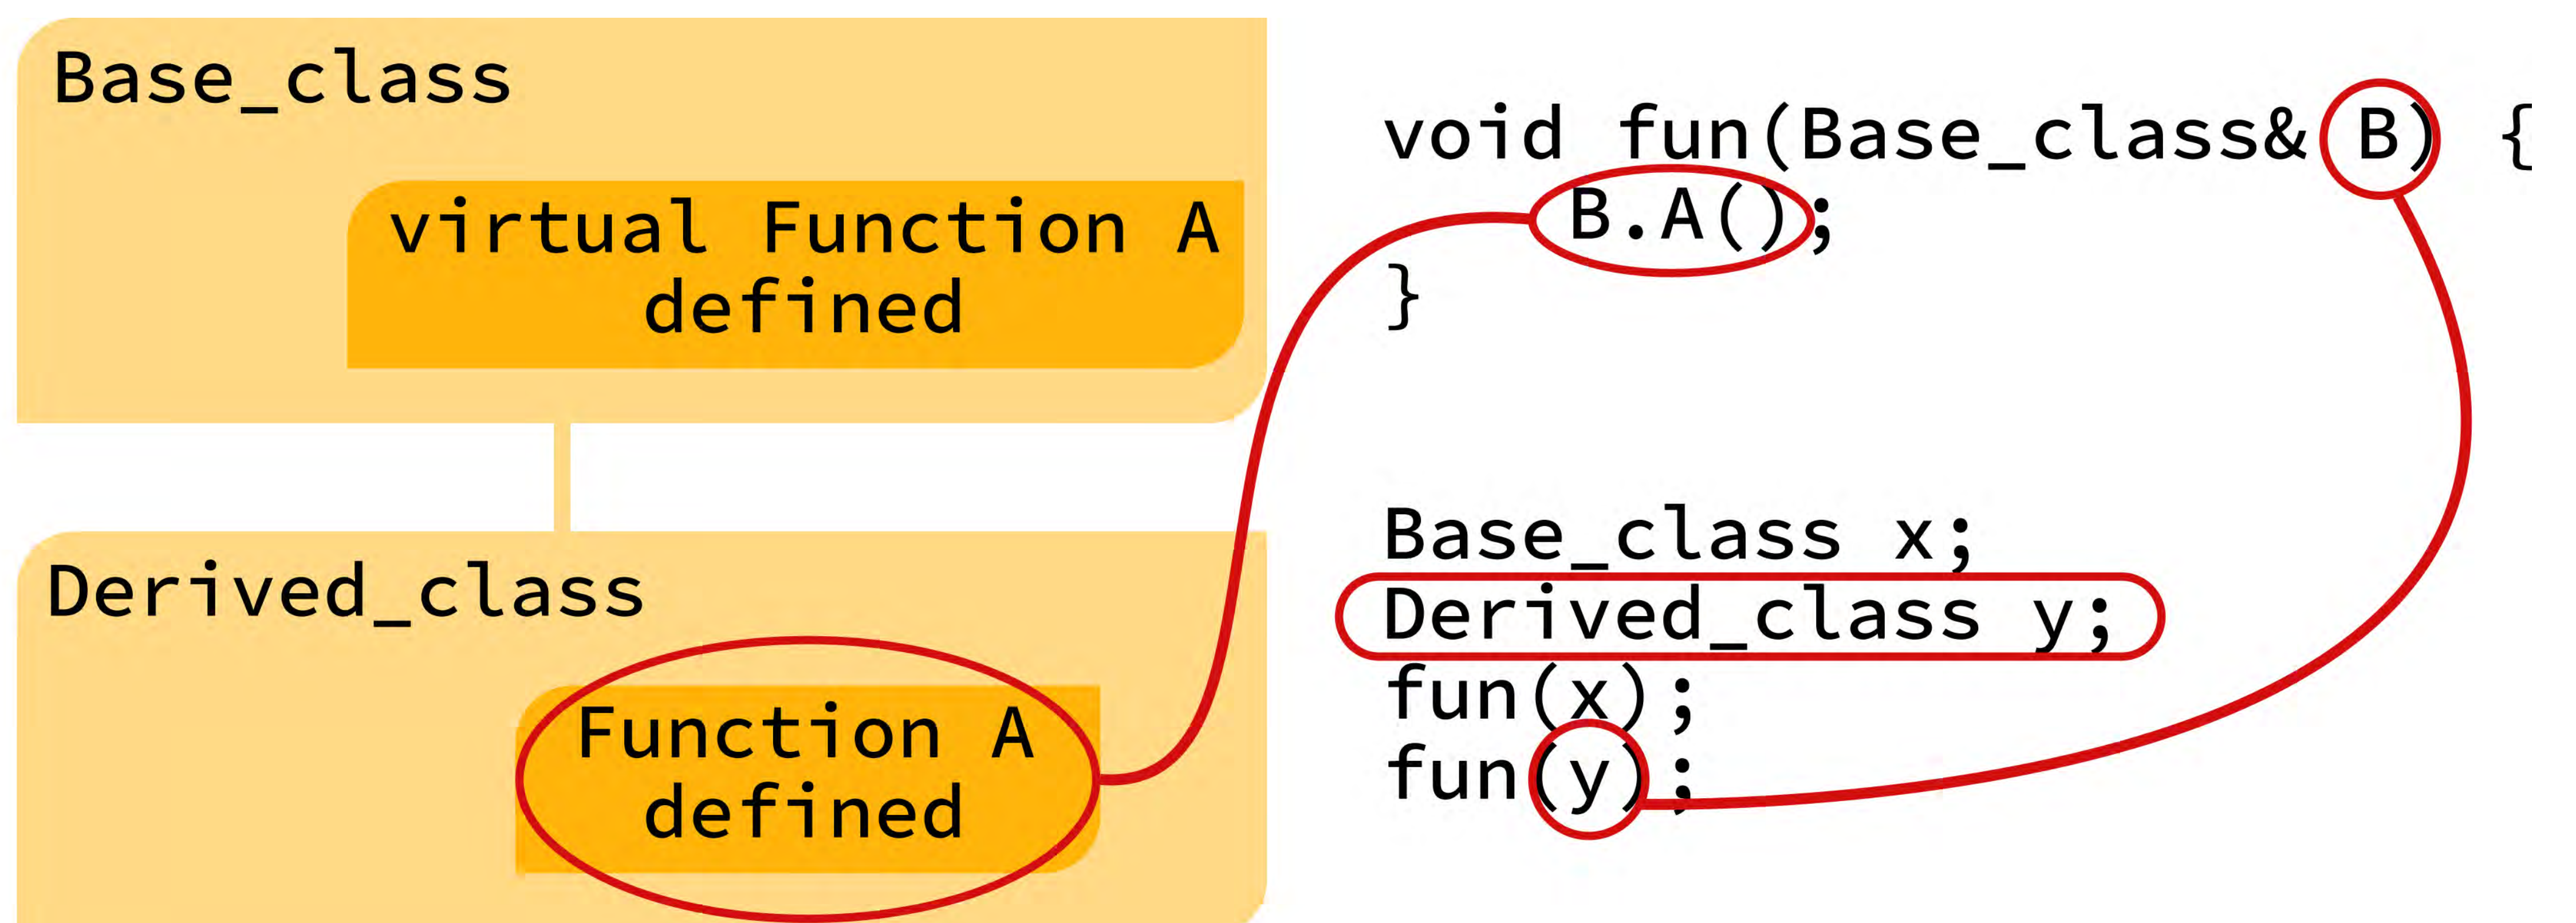 Base_class
virtual Function A
defined
Derived_class
Function A
defined
void fun(Base_class& B) {
B.A();
}
Base_class x;
Derived_class y;
fun(x);
fun(y);